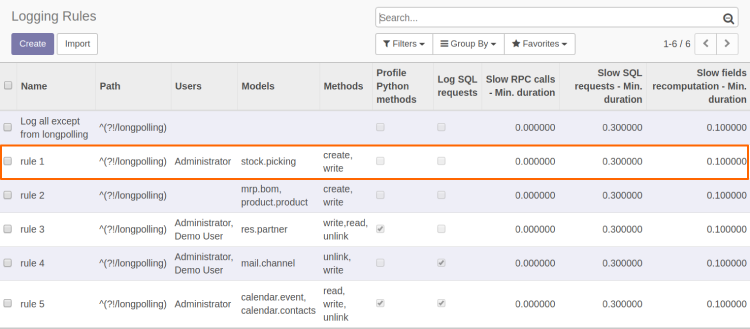 Logging Rules
Search...
Create Import
Filters Group By Favorites 1-6 / 6
Name Path Users Models Methods Profile Python methods Log SQL requests Slow RPC calls - Min. duration Slow SQL requests - Min. duration Slow fields recomputation - Min. duration
Log all except from longpolling ^(?!/longpolling) 0.000000 0.300000 0.100000
rule 1 ^(?!/longpolling) Administrator stock.picking create, write 0.000000 0.300000 0.100000
rule 2 ^(?!/longpolling) mrp.bom, product.product create, write 0.000000 0.300000 0.100000
rule 3 ^(?!/longpolling) Administrator, Demo User res.partner write,read, unlink 0.000000 0.300000 0.100000
rule 4 ^(?!/longpolling) Administrator, Demo User mail.channel unlink, write 0.000000 0.300000 0.100000
rule 5 ^(?!/longpolling) Administrator calendar.event, calendar.contacts read, write, unlink 0.000000 0.300000 0.100000